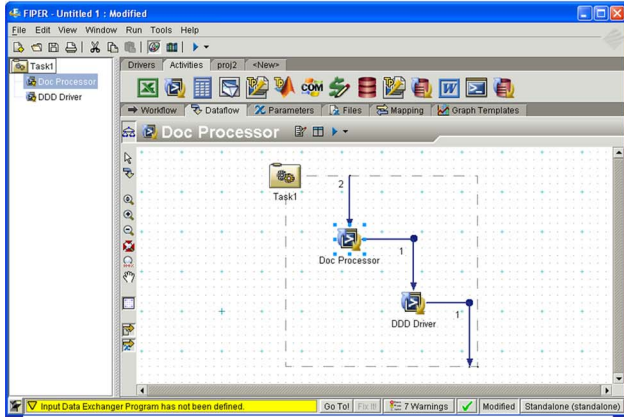 FIPER - Untitled 1 : Modified
File Edit View Window Run Tools Help
Task1
Doc Processor
DDD Driver
Drivers Activities proj2 <New>
COM
Workflow Dataflow Parameters Files Mapping Graph Templates
Doc Processor
Task1
2
Doc Processor
1
DDD Driver
1
Input Data Exchanger Program has not been defined. Go To! Fix It! 7 Warnings Modified Standalone (standalone)